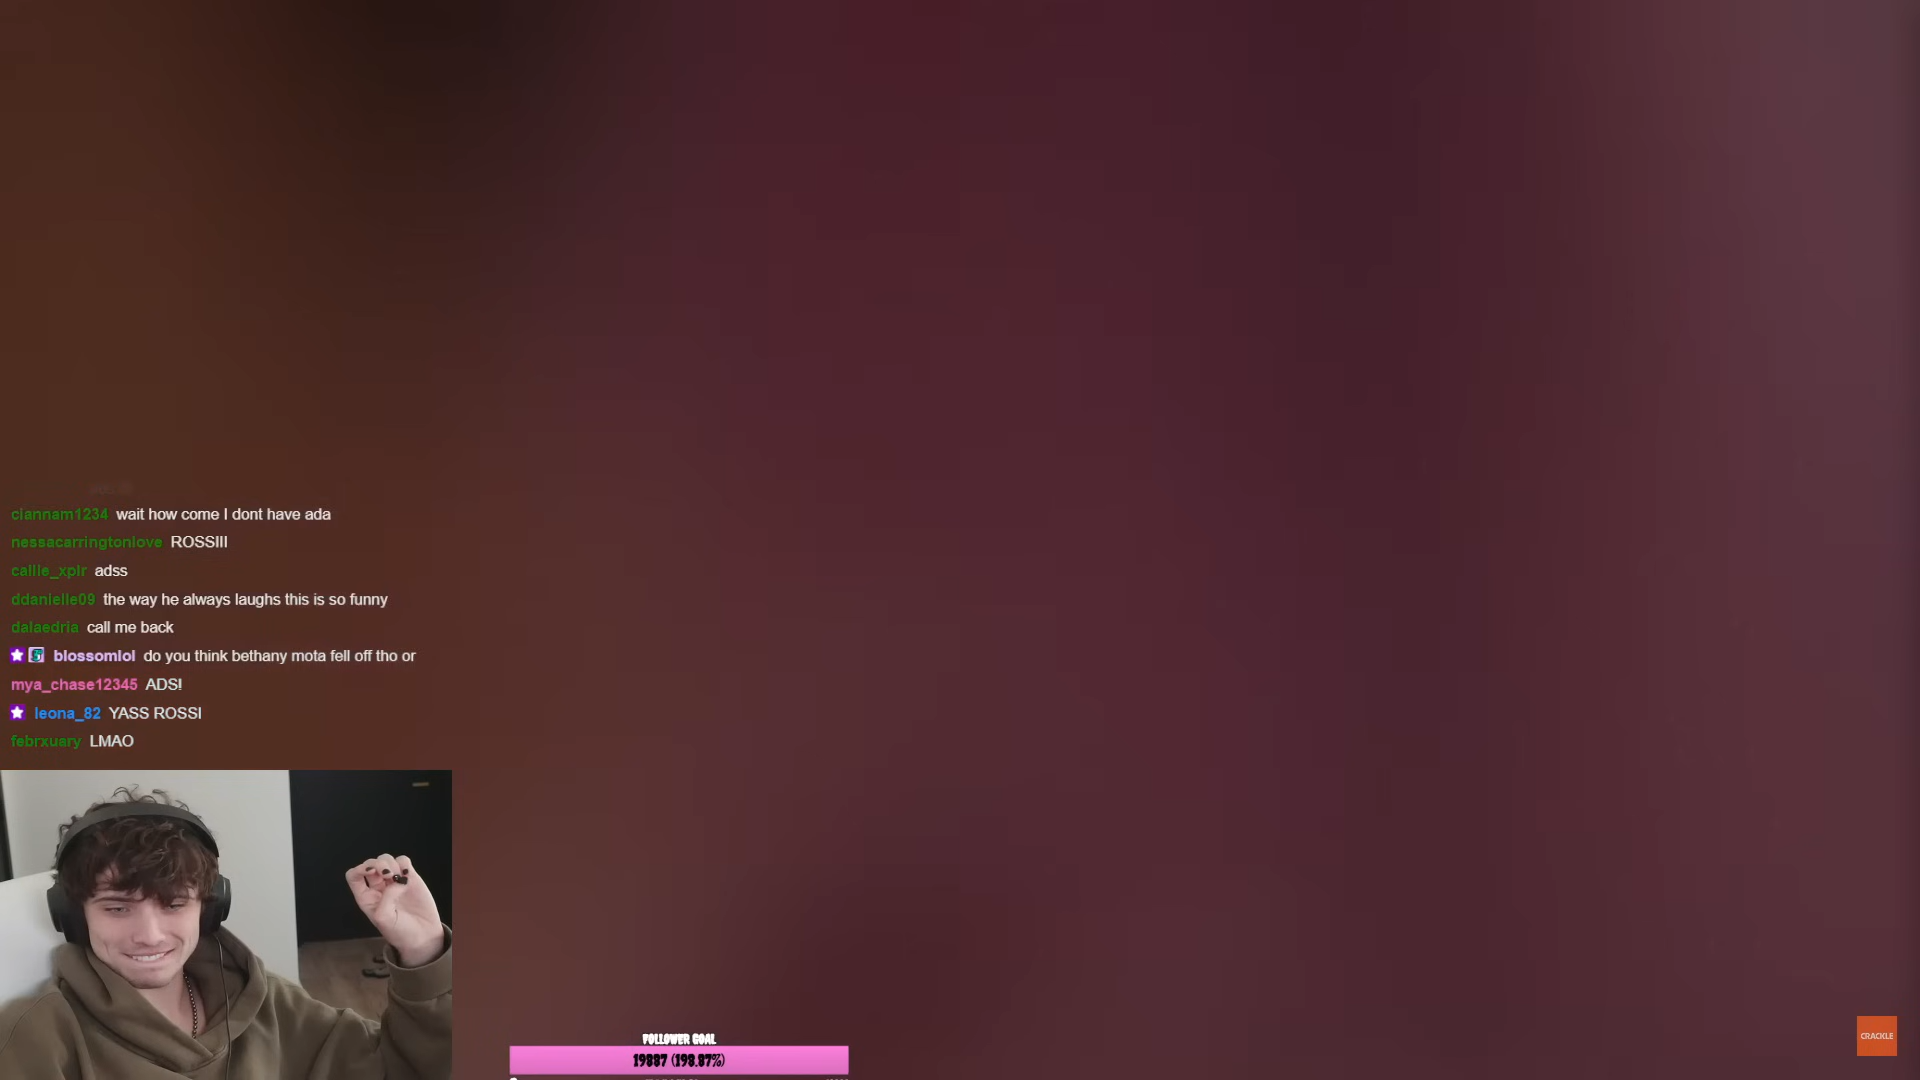 ciannam1234 wait how come I dont have ada
nessacarringtonlove ROSSIII
callie_xplr adss
ddanielle09 the way he always laughs this is so funny
dalaedria call me back
blossomlol do you think bethany mota fell off tho or
mya_chase12345 ADS!
leona_82 YASS ROSSI
febrxuary LMAO
FOLLOWER GOAL
19887 (198.87%)
CRACKLE